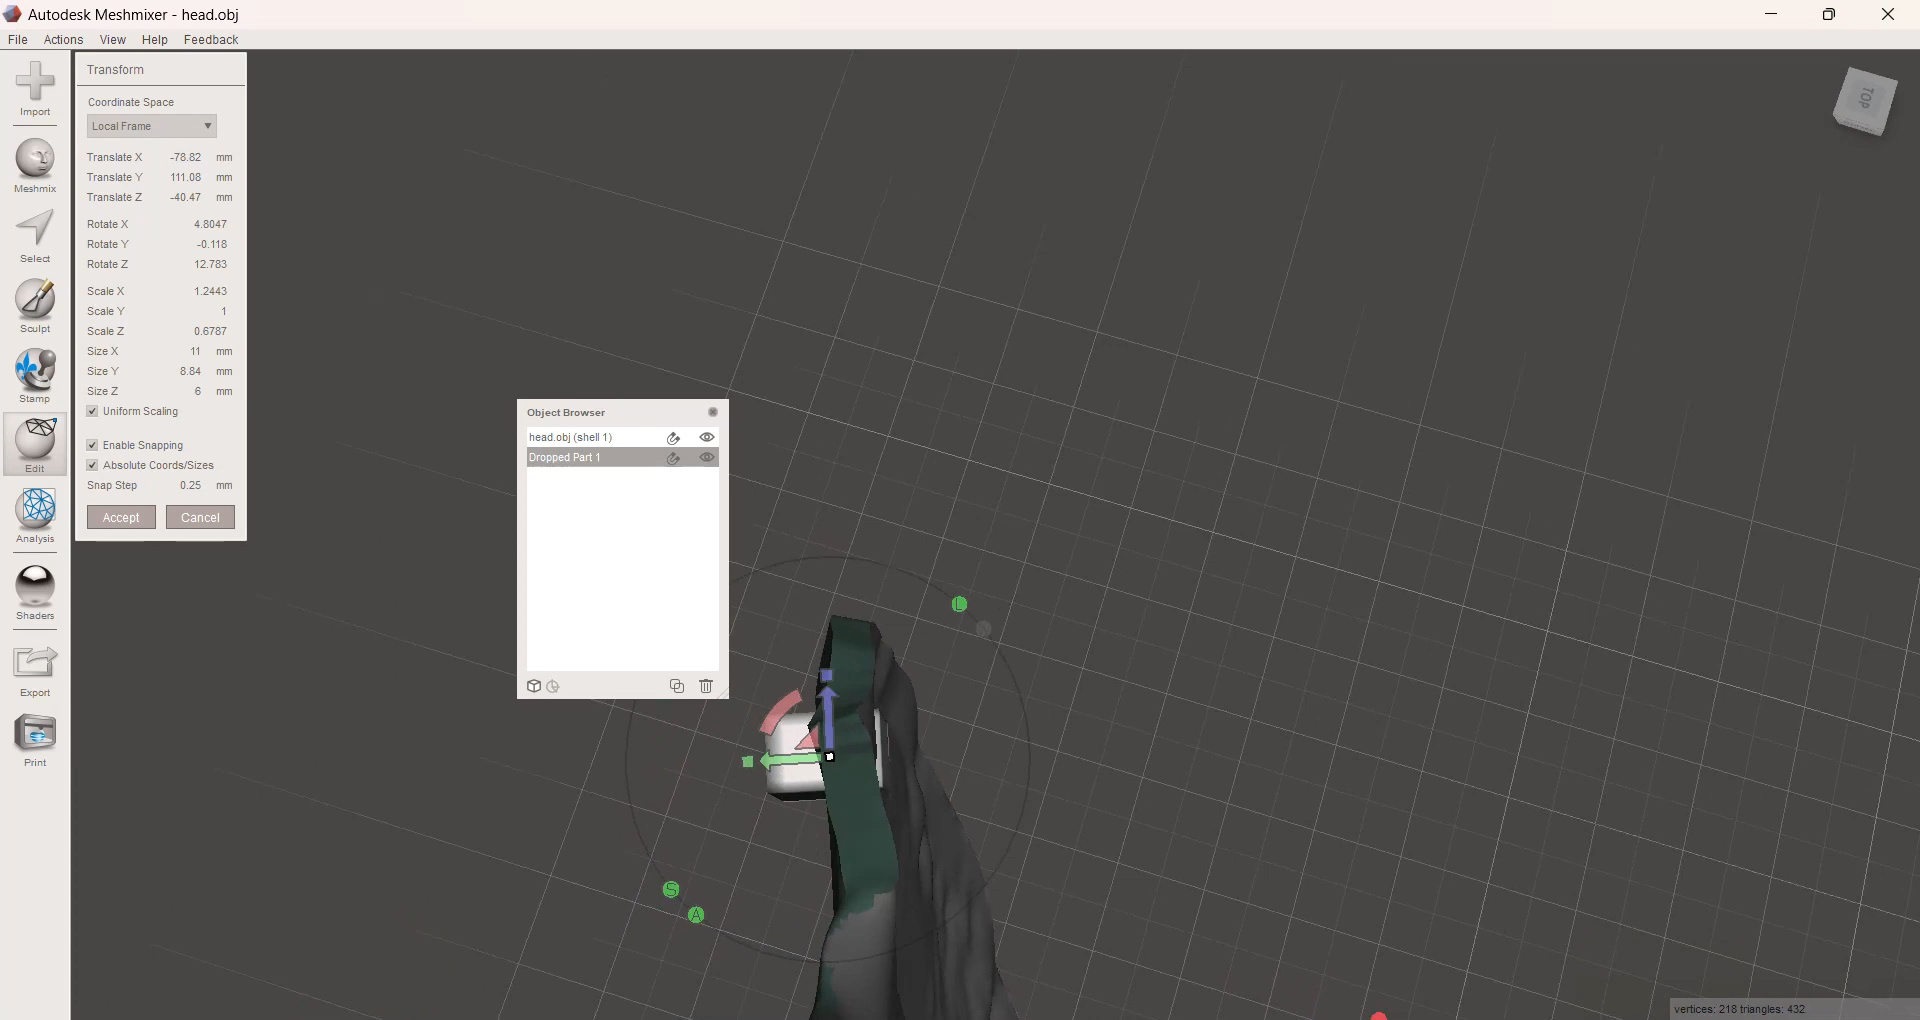 Autodesk Meshmixer - head.obj
File Actions View Help Feedback
Import
Meshmix
Select
Sculpt
Stamp
Edit
Analysis
Shaders
Export
Print
Transform
Coordinate Space
Local Frame
Translate X -78.82 mm
Translate Y 111.08 mm
Translate Z -40.47 mm
Rotate X 4.8047
Rotate Y -0.118
Rotate Z 12.783
Scale X 1.2443
Scale Y 1
Scale Z 0.6787
Size X 11 mm
Size Y 8.84 mm
Size Z 6 mm
Uniform Scaling
Enable Snapping
Absolute Coords/Sizes
Snap Step 0.25 mm
Accept Cancel
Object Browser
head.obj (shell 1)
Dropped Part 1
TOP
L
S
A
vertices: 218 triangles: 432